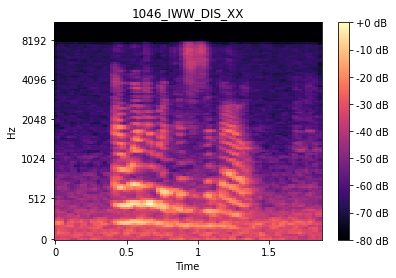 1046_IWW_DIS_XX
8192
4096
2048
1024
512
0
Hz
0
0.5
1
1.5
Time
+0 dB
-10 dB
-20 dB
-30 dB
-40 dB
-50 dB
-60 dB
-70 dB
-80 dB